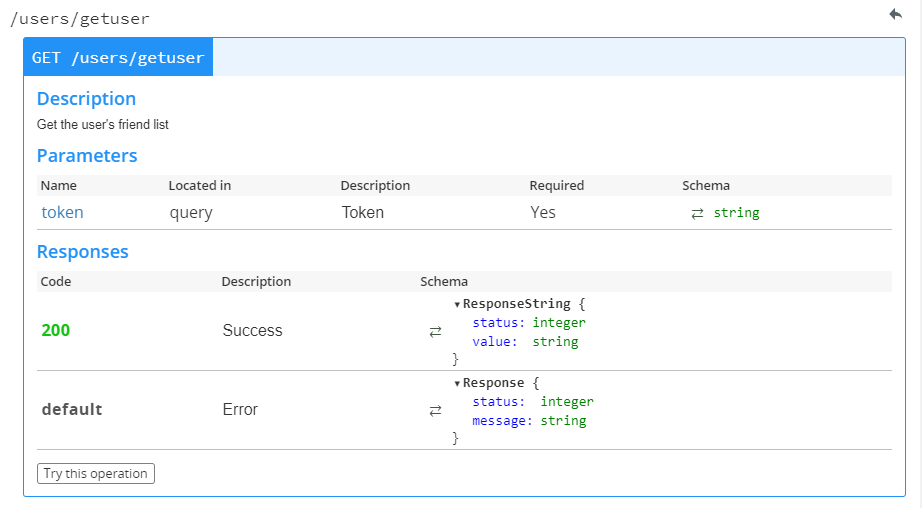 /users/getuser
GET /users/getuser
Description
Get the user's friend list
Parameters
Name Located in Description Required Schema
token query Token Yes ⇄ string
Responses
Code Description Schema
200 Success ⇄ ▼ResponseString {
status: integer
value: string
}
default Error ⇄ ▼Response {
status: integer
message: string
}
Try this operation